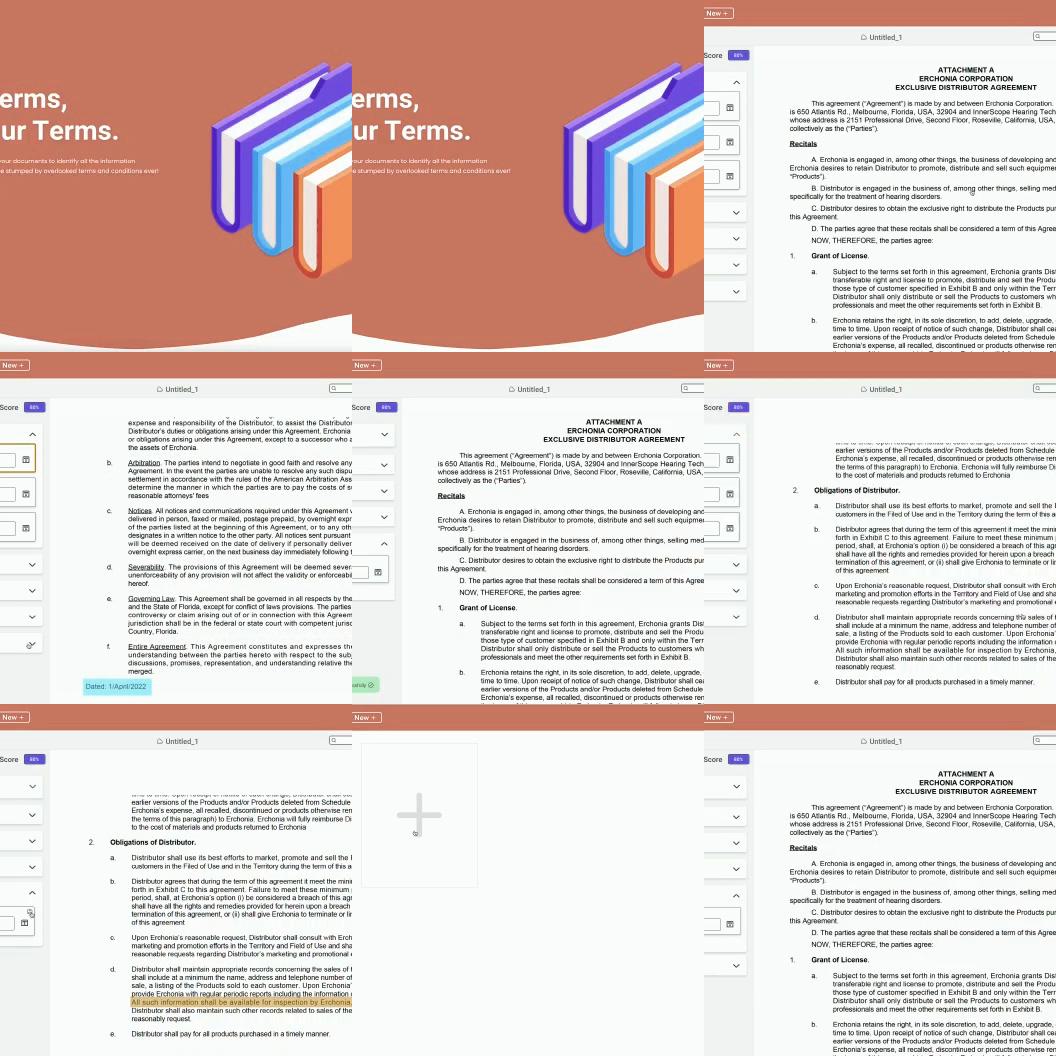 erms,
ur Terms.
your documents to identify all the information
e stumped by overlooked terms and conditions ever!
erms,
ur Terms.
your documents to identify all the information
e stumped by overlooked terms and conditions ever!
New +
Untitled_1
Score
ATTACHMENT A
ERCHONIA CORPORATION
EXCLUSIVE DISTRIBUTOR AGREEMENT
This agreement ("Agreement") is made by and between Erchonia Corporation.
is 650 Atlantis Rd., Melbourne, Florida, USA, 32904 and InnerScope Hearing Tech
whose address is 2151 Professional Drive, Second Floor, Roseville, California, USA,
collectively as the ("Parties").
Recitals
A. Erchonia is engaged in, among other things, the business of developing and
Erchonia desires to retain Distributor to promote, distribute and sell such equipmen
"Products").
B. Distributor is engaged in the business of, among other things, selling med
specifically for the treatment of hearing disorders.
C. Distributor desires to obtain the exclusive right to distribute the Products pur
this Agreement.
D. The parties agree that these recitals shall be considered a term of this Agree
NOW, THEREFORE, the parties agree:
1. Grant of License.
a. Subject to the terms set forth in this agreement, Erchonia grants Dist
transferable right and license to promote, distribute and sell the Produ
those type of customer specified in Exhibit B and only within the Terr
Distributor shall only distribute or sell the Products to customers wh
professionals and meet the other requirements set forth in Exhibit B.
b. Erchonia retains the right, in its sole discretion, to add, delete, upgrade,
time to time. Upon receipt of notice of such change, Distributor shall cea
earlier versions of the Products and/or Products deleted from Schedule
Erchonia's expense, all recalled, discontinued or products otherwise ren
New +
Untitled_1
Score
expense and responsibility of the Distributor, to assist the Distributor
Distributor's duties or obligations arising under this Agreement, Erchonia
or obligations arising under this Agreement, except to a successor who a
the assets of Erchonia.
b. Arbitration. The parties intend to negotiate in good faith and resolve any
Agreement. In the event the parties are unable to resolve any such dispu
settlement in accordance with the rules of the American Arbitration Ass
determine the manner in which the parties are to pay the costs of s
reasonable attorneys' fees
c. Notices. All notices and communications required under this Agreement
delivered in person, faxed or mailed, postage prepaid, by overnight expr
of the parties listed at the beginning of this Agreement, or to any oth
designates in a written notice to the other party. All notices sent pursuant
will be deemed received on the date of delivery if personally deliver
overnight express carrier, on the next business day immediately following t
d. Severability. The provisions of this Agreement will be deemed seve
unenforceability of any provision will not affect the validity or enforceab
hereof.
e. Governing Law. This Agreement shall be governed in all respects by the
and the State of Florida, except for conflict of laws provisions. The parties
controversy or claim arising out of or in connection with this Agreem
jurisdiction shall be in the federal or state court with competent jurisc
Country, Florida.
f. Entire Agreement. This Agreement constitutes and expresses the
understanding between the parties hereto with respect to the sub
discussions, promises, representation, and understanding relative the
merged.
Dated: 1/April/2022
New +
Untitled_1
Score
ATTACHMENT A
ERCHONIA CORPORATION
EXCLUSIVE DISTRIBUTOR AGREEMENT
This agreement ("Agreement") is made by and between Erchonia Corporation.
is 650 Atlantis Rd., Melbourne, Florida, USA, 32904 and InnerScope Hearing Tech
whose address is 2151 Professional Drive, Second Floor, Roseville, California, USA,
collectively as the ("Parties").
Recitals
A. Erchonia is engaged in, among other things, the business of developing and
Erchonia desires to retain Distributor to promote, distribute and sell such equipmen
"Products").
B. Distributor is engaged in the business of, among other things, selling med
specifically for the treatment of hearing disorders.
C. Distributor desires to obtain the exclusive right to distribute the Products pur
this Agreement.
D. The parties agree that these recitals shall be considered a term of this Agree
NOW, THEREFORE, the parties agree:
1. Grant of License.
a. Subject to the terms set forth in this agreement, Erchonia grants Dist
transferable right and license to promote, distribute and sell the Produ
those type of customer specified in Exhibit B and only within the Terr
Distributor shall only distribute or sell the Products to customers wh
professionals and meet the other requirements set forth in Exhibit B.
b. Erchonia retains the right, in its sole discretion, to add, delete, upgrade,
time to time. Upon receipt of notice of such change, Distributor shall cea
earlier versions of the Products and/or Products deleted from Schedule
Erchonia's expense, all recalled, discontinued or products otherwise ren
New +
Untitled_1
earlier versions of the Products and/or Products deleted from Schedule
Erchonia's expense, all recalled, discontinued or products otherwise ren
the terms of this paragraph) to Erchonia. Erchonia will fully reimburse Di
to the cost of materials and products returned to Erchonia
2. Obligations of Distributor.
a. Distributor shall use its best efforts to market, promote and sell the P
customers in the Filed of Use and in the Territory during the term of this a
b. Distributor agrees that during the term of this agreement it meet the mini
forth in Exhibit C to this agreement. Failure to meet these minimum
period, shall, at Erchonia's option (i) be considered a breach of this agr
shall have all the rights and remedies provided for herein upon a breach
termination of this agreement, or (ii) shall give Erchonia to terminate or lin
of this agreement
c. Upon Erchonia's reasonable request, Distributor shall consult with Erch
marketing and promotion efforts in the Territory and Field of Use and sha
reasonable requests regarding Distributor's marketing and promotional
d. Distributor shall maintain appropriate records concerning the sales of
shall include at a minimum the name, address and telephone number of
sale, a listing of the Products sold to each customer. Upon Erchonia'
provide Erchonia with regular periodic reports including the information
All such information shall be available for inspection by Erchonia,
Distributor shall also maintain such other records related to sales of the
reasonably request.
e. Distributor shall pay for all products purchased in a timely manner.
New +
Untitled_1
Score
earlier versions of the Products and/or Products deleted from Schedule
Erchonia's expense, all recalled, discontinued or products otherwise ren
the terms of this paragraph) to Erchonia. Erchonia will fully reimburse Di
to the cost of materials and products returned to Erchonia
2. Obligations of Distributor.
a. Distributor shall use its best efforts to market, promote and sell the P
customers in the Filed of Use and in the Territory during the term of this a
b. Distributor agrees that during the term of this agreement it meet the mini
forth in Exhibit C to this agreement. Failure to meet these minimum
period, shall, at Erchonia's option (i) be considered a breach of this agr
shall have all the rights and remedies provided for herein upon a breach
termination of this agreement, or (ii) shall give Erchonia to terminate or lin
of this agreement
c. Upon Erchonia's reasonable request, Distributor shall consult with Erch
marketing and promotion efforts in the Territory and Field of Use and sha
reasonable requests regarding Distributor's marketing and promotional
d. Distributor shall maintain appropriate records concerning the sales of t
shall include at a minimum the name, address and telephone number of
sale, a listing of the Products sold to each customer. Upon Erchonia'
provide Erchonia with regular periodic reports including the information
All such information shall be available for inspection by Erchonia,
Distributor shall also maintain such other records related to sales of the
reasonably request.
e. Distributor shall pay for all products purchased in a timely manner.
New +
Untitled_1
Score
ATTACHMENT A
ERCHONIA CORPORATION
EXCLUSIVE DISTRIBUTOR AGREEMENT
This agreement ("Agreement") is made by and between Erchonia Corporation.
is 650 Atlantis Rd., Melbourne, Florida, USA, 32904 and InnerScope Hearing Tech
whose address is 2151 Professional Drive, Second Floor, Roseville, California, USA,
collectively as the ("Parties").
Recitals
A. Erchonia is engaged in, among other things, the business of developing and
Erchonia desires to retain Distributor to promote, distribute and sell such equipmen
"Products").
B. Distributor is engaged in the business of, among other things, selling med
specifically for the treatment of hearing disorders.
C. Distributor desires to obtain the exclusive right to distribute the Products pur
this Agreement.
D. The parties agree that these recitals shall be considered a term of this Agree
NOW, THEREFORE, the parties agree:
1. Grant of License.
a. Subject to the terms set forth in this agreement, Erchonia grants Dist
transferable right and license to promote, distribute and sell the Produ
those type of customer specified in Exhibit B and only within the Terr
Distributor shall only distribute or sell the Products to customers wh
professionals and meet the other requirements set forth in Exhibit B.
b. Erchonia retains the right, in its sole discretion, to add, delete, upgrade,
time to time. Upon receipt of notice of such change, Distributor shall cea
earlier versions of the Products and/or Products deleted from Schedule
Erchonia's expense, all recalled, discontinued or products otherwise ren